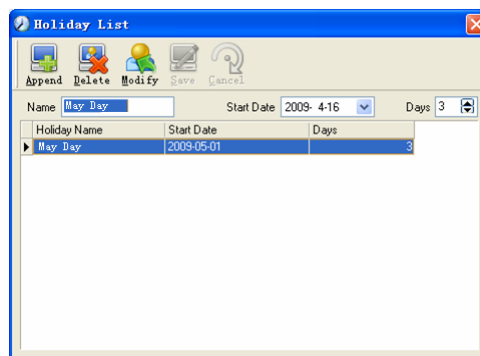 Holiday List
Append Delete Modify Save Cancel
Name May Day Start Date 2009- 4-16 Days 3
Holiday Name Start Date Days
May Day 2009-05-01 3